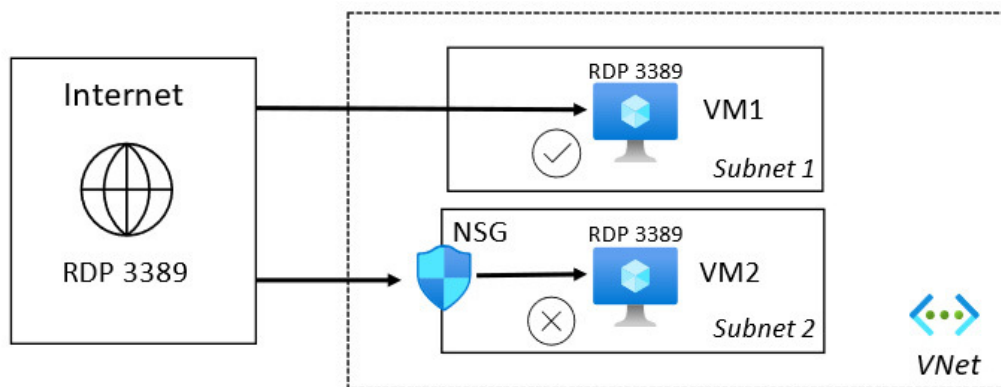 Internet
RDP 3389
RDP 3389
VM1
Subnet 1
NSG
RDP 3389
VM2
Subnet 2
VNet